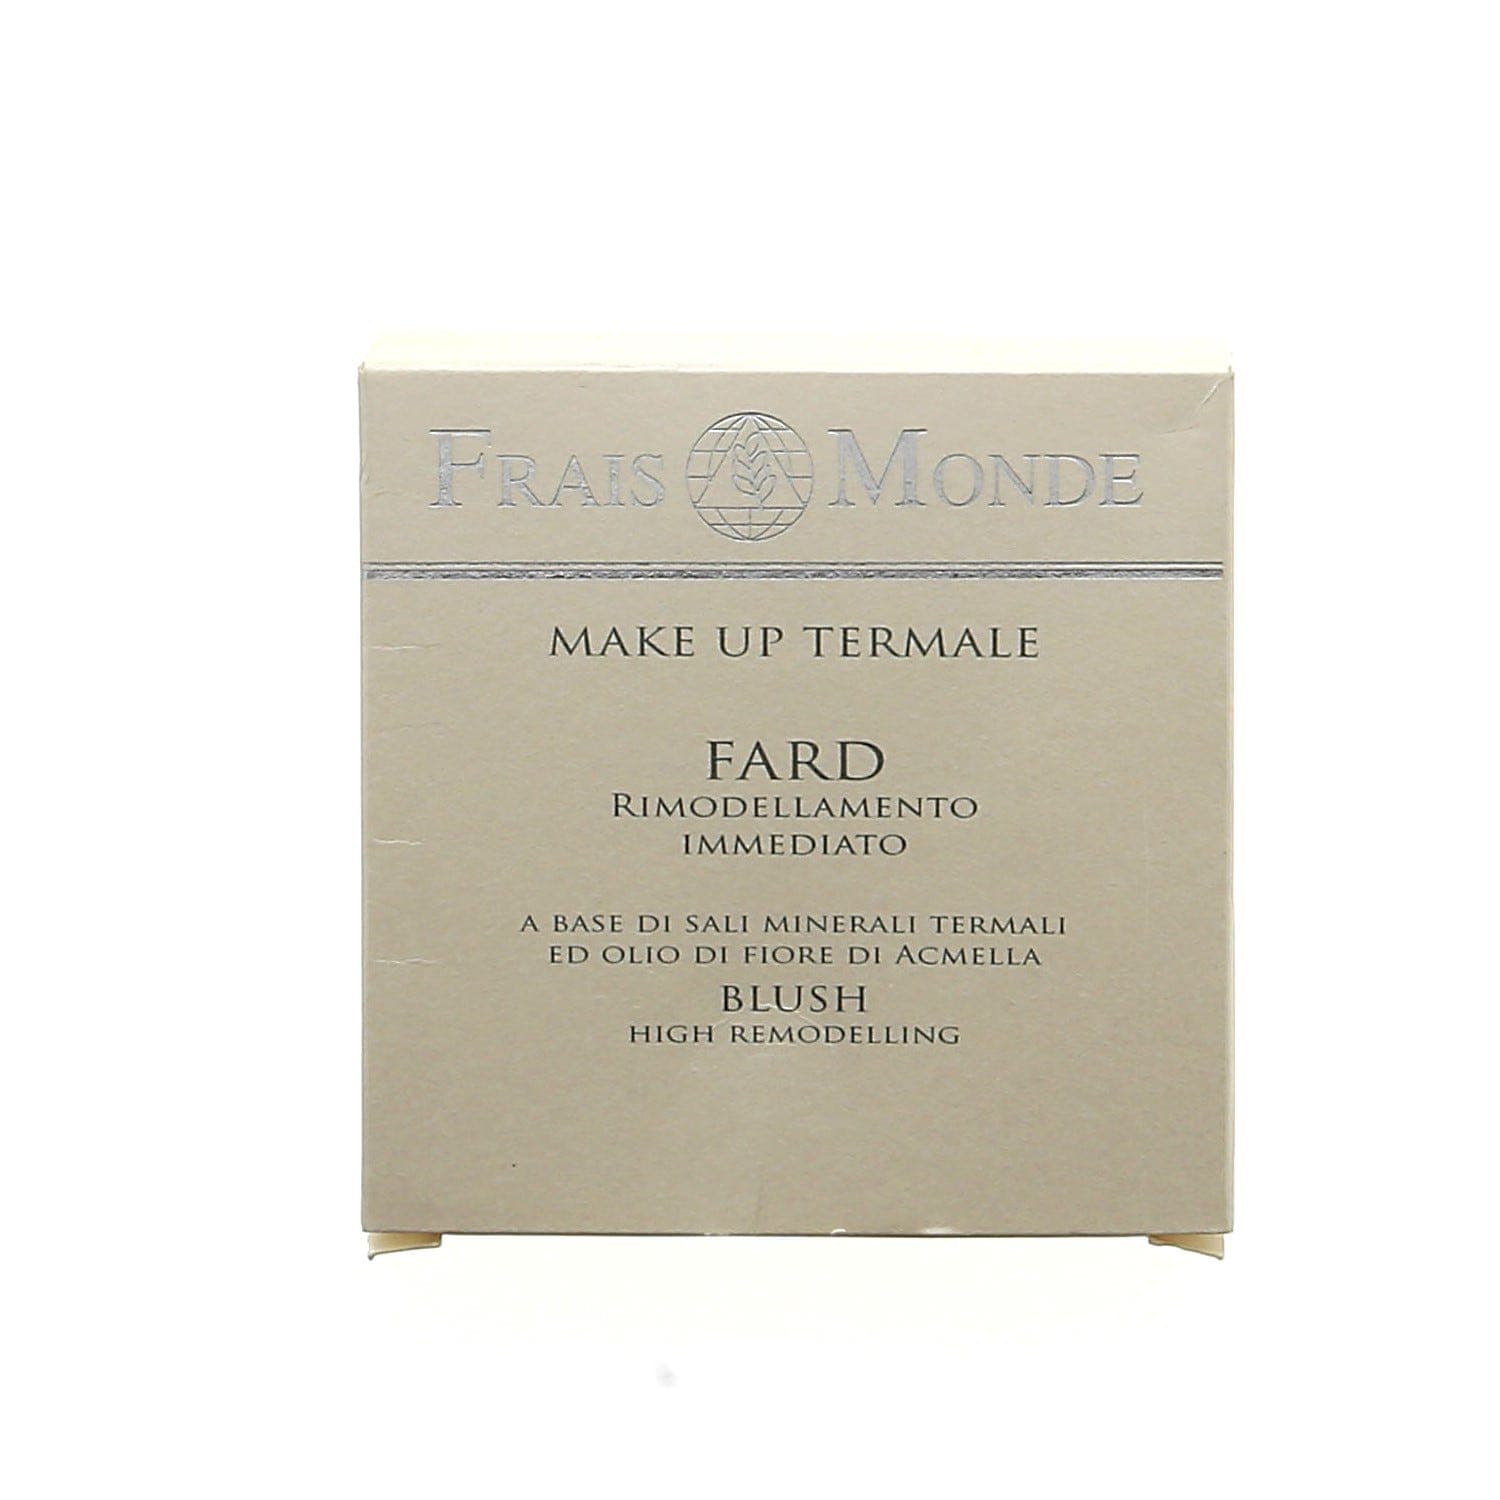 FRAIS MONDE
MAKE UP TERMALE
FARD
RIMODELLAMENTO
IMMEDIATO
A BASE DI SALI MINERALI TERMALI
ED OLIO DI FIORE DI ACMELLA
BLUSH
HIGH REMODELLING